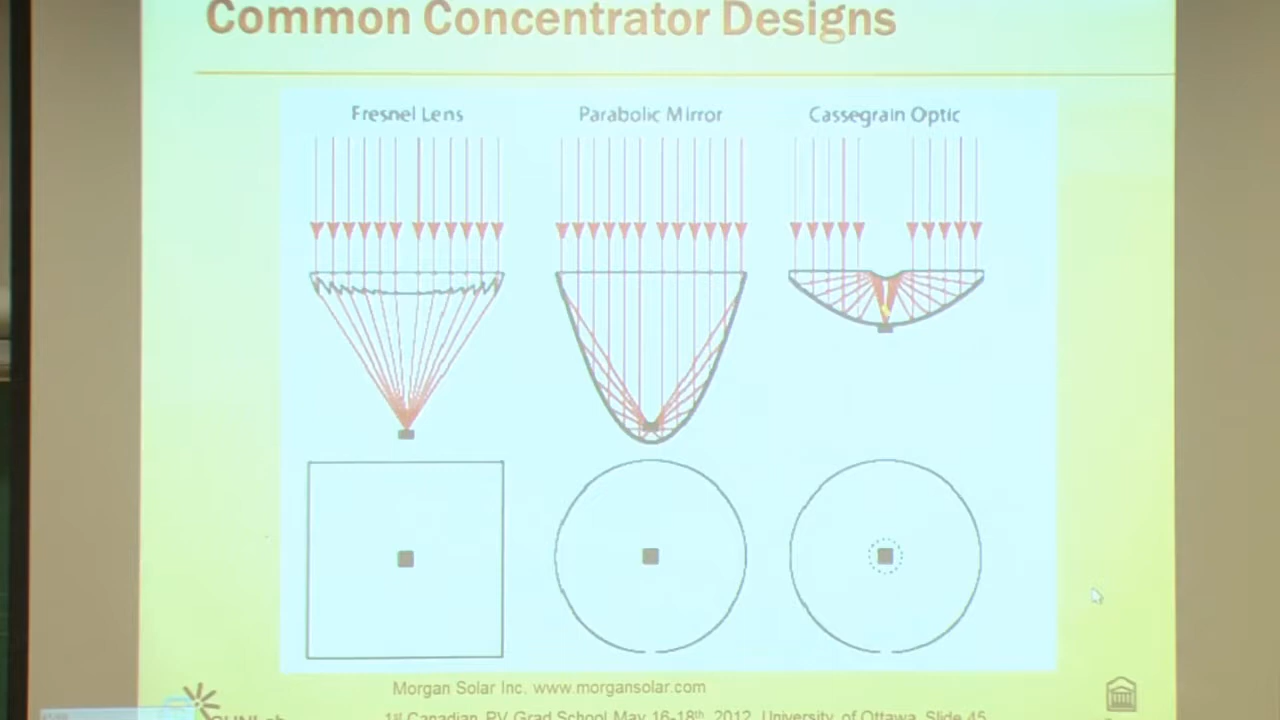 Common Concentrator Designs
Fresnel Lens
Parabolic Mirror
Cassegrain Optic
Morgan Solar Inc. www.morgansolar.com
1st Canadian PV Grad School May 16-18th, 2012, University of Ottawa, Slide 45